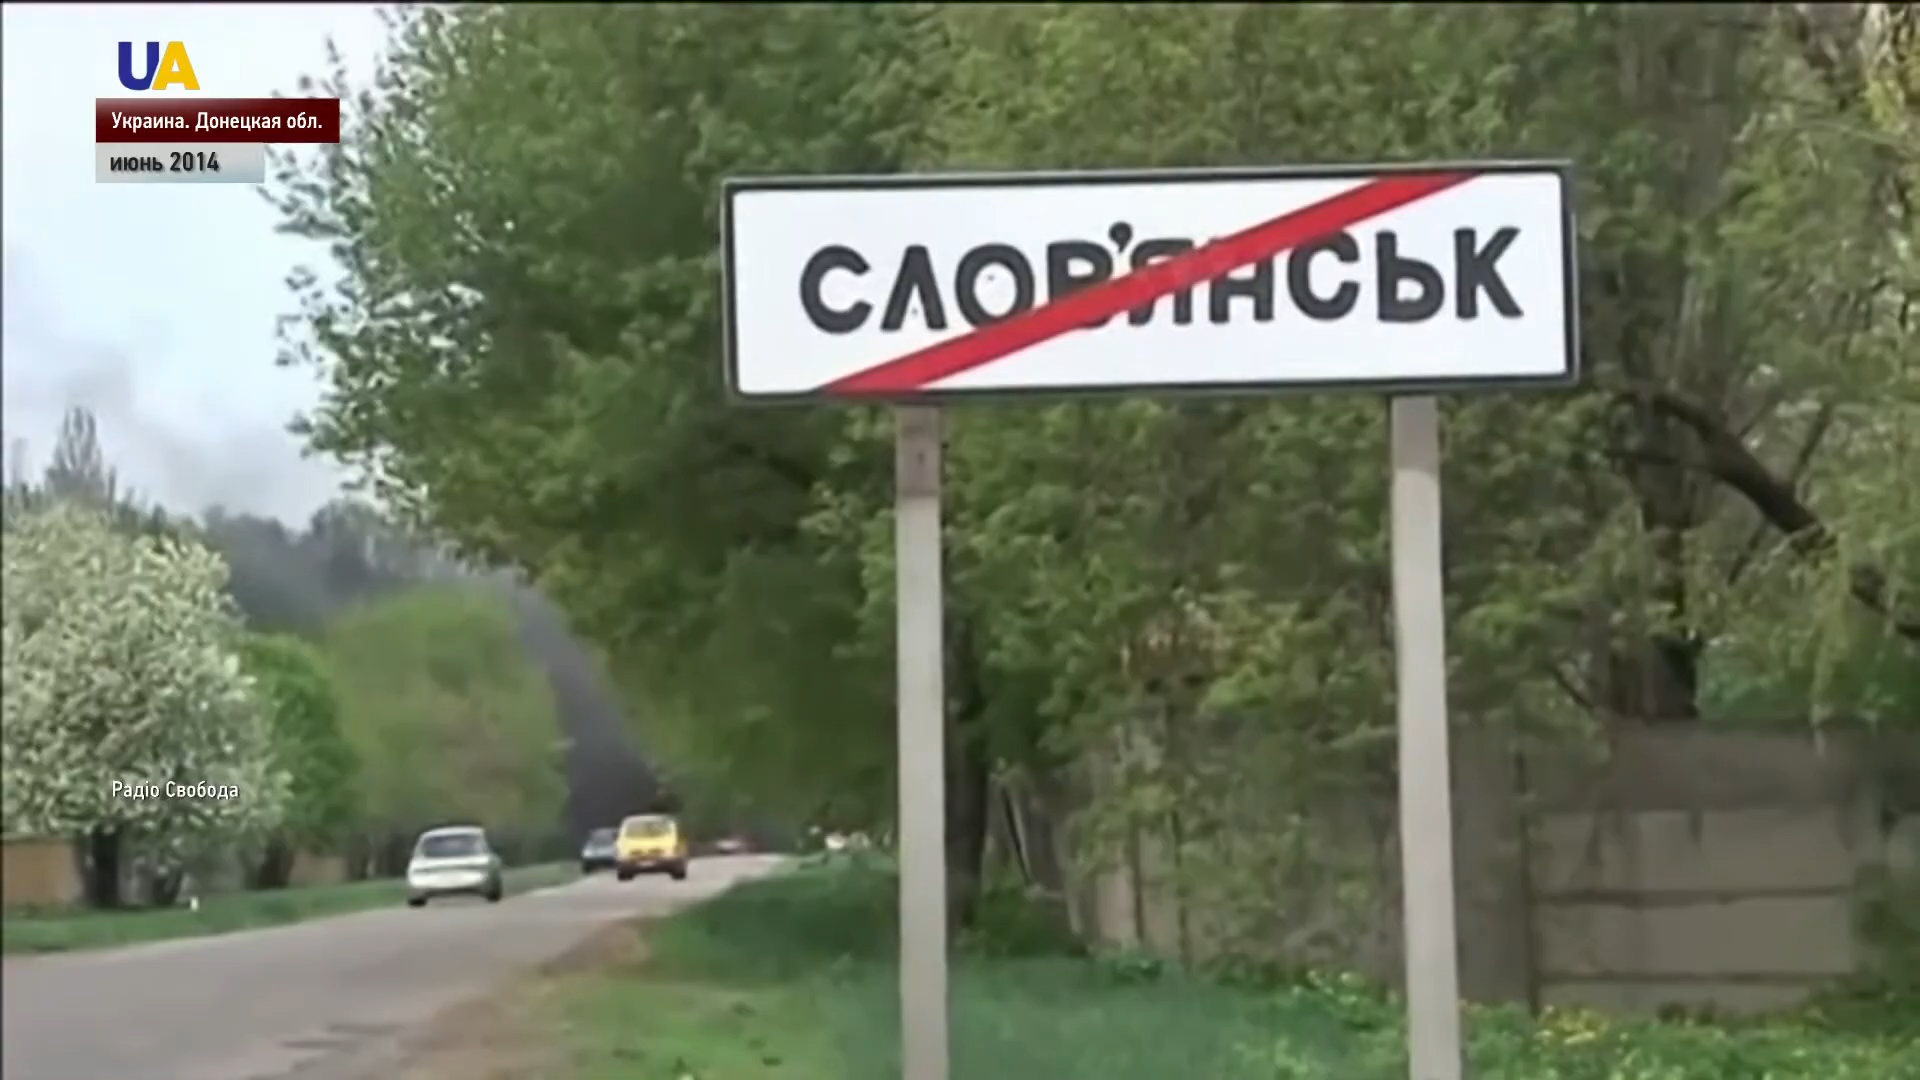 UA
Украина. Донецкая обл.
июнь 2014
СЛОВ'ЯНСЬК
Радіо Свобода